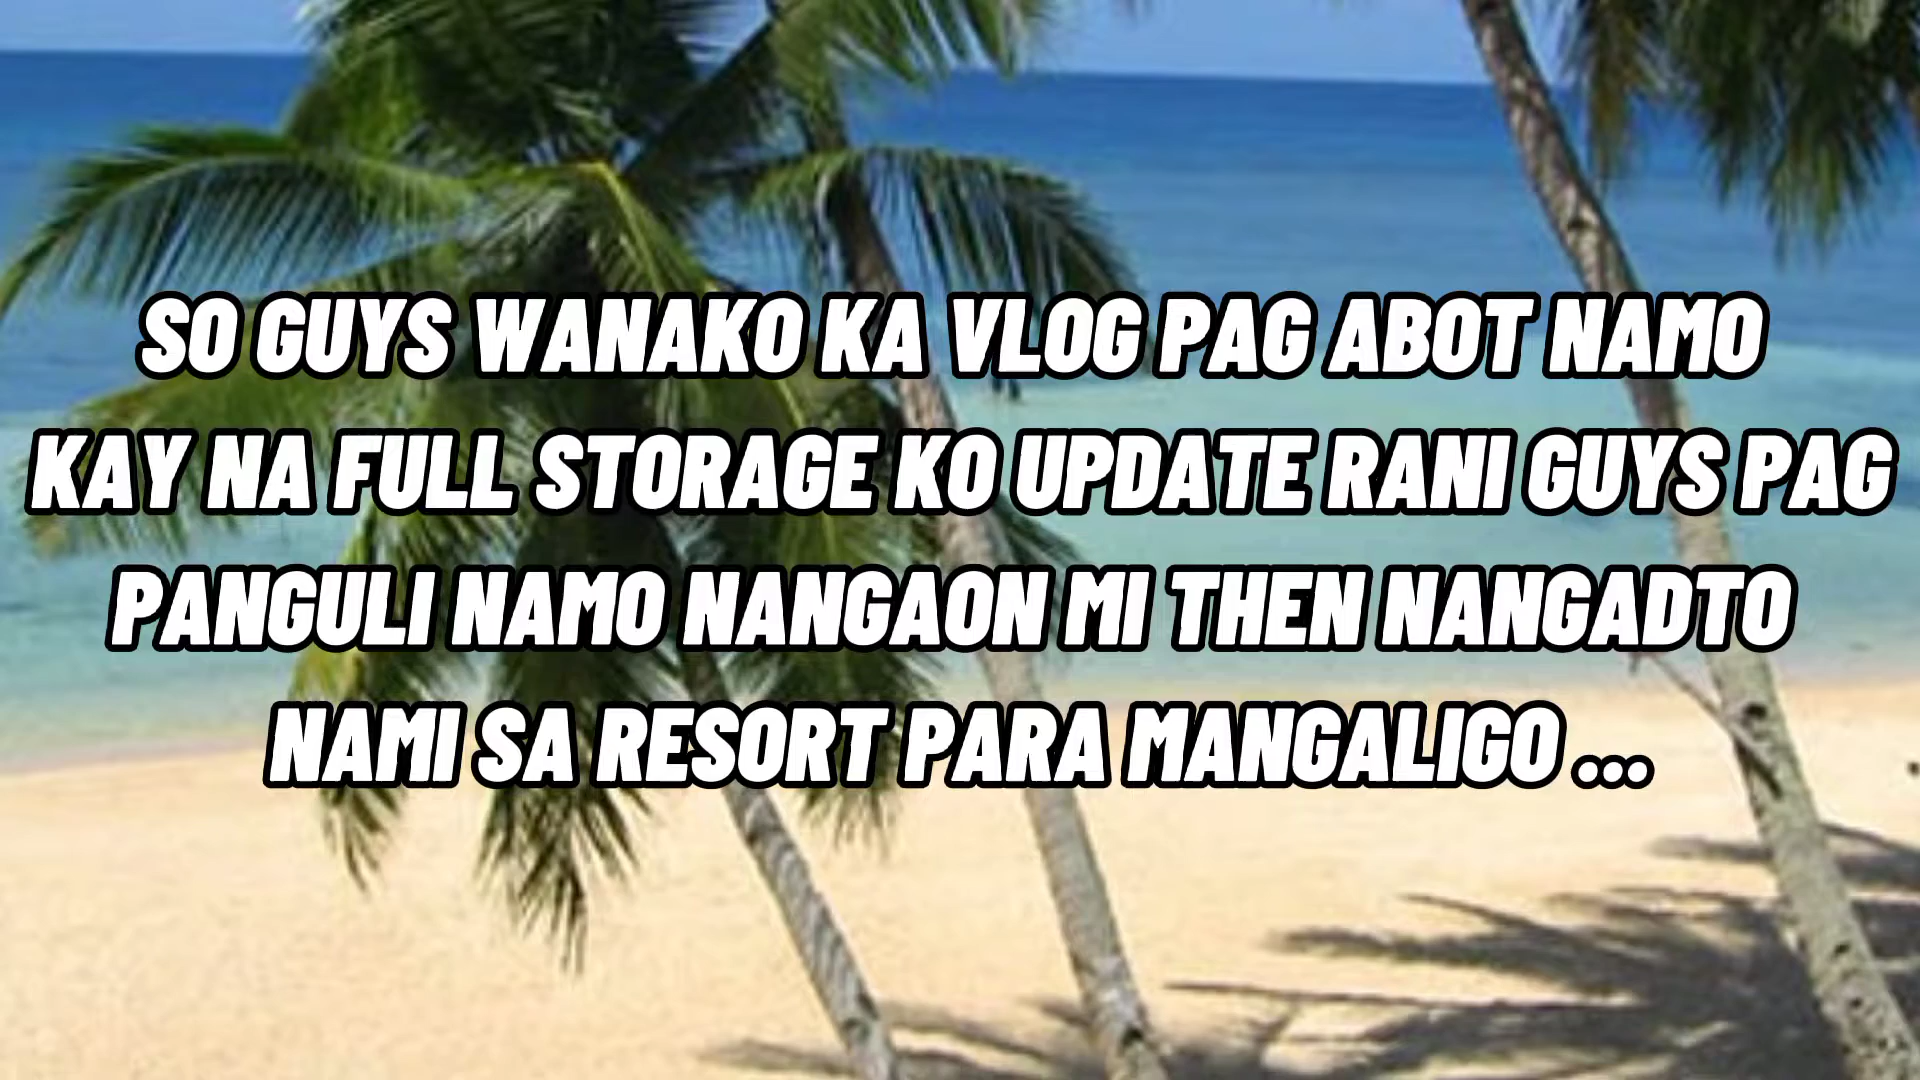 SO GUYS WANAKO KA VLOG PAG ABOT NAMO
KAY NA FULL STORAGE KO UPDATE RANI GUYS PAG
PANGULI NAMO NANGAON MI THEN NANGADTO
NAMI SA RESORT PARA MANGALIGO ...